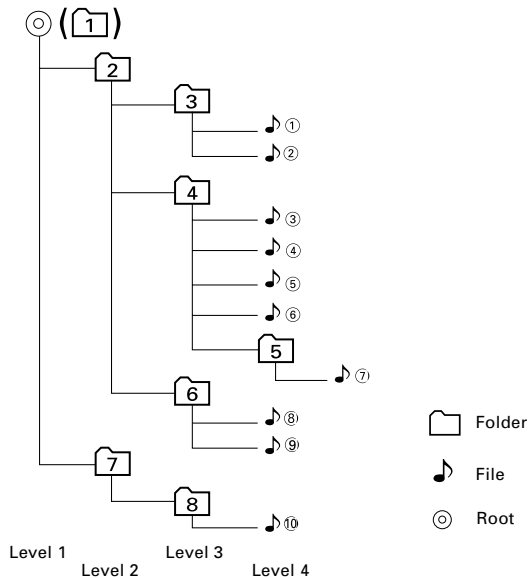 (1)
2
3
①
②
4
③
④
⑤
⑥
5
⑦
6
⑧
⑨
7
8
⑩
Folder
File
Root
Level 1
Level 2
Level 3
Level 4